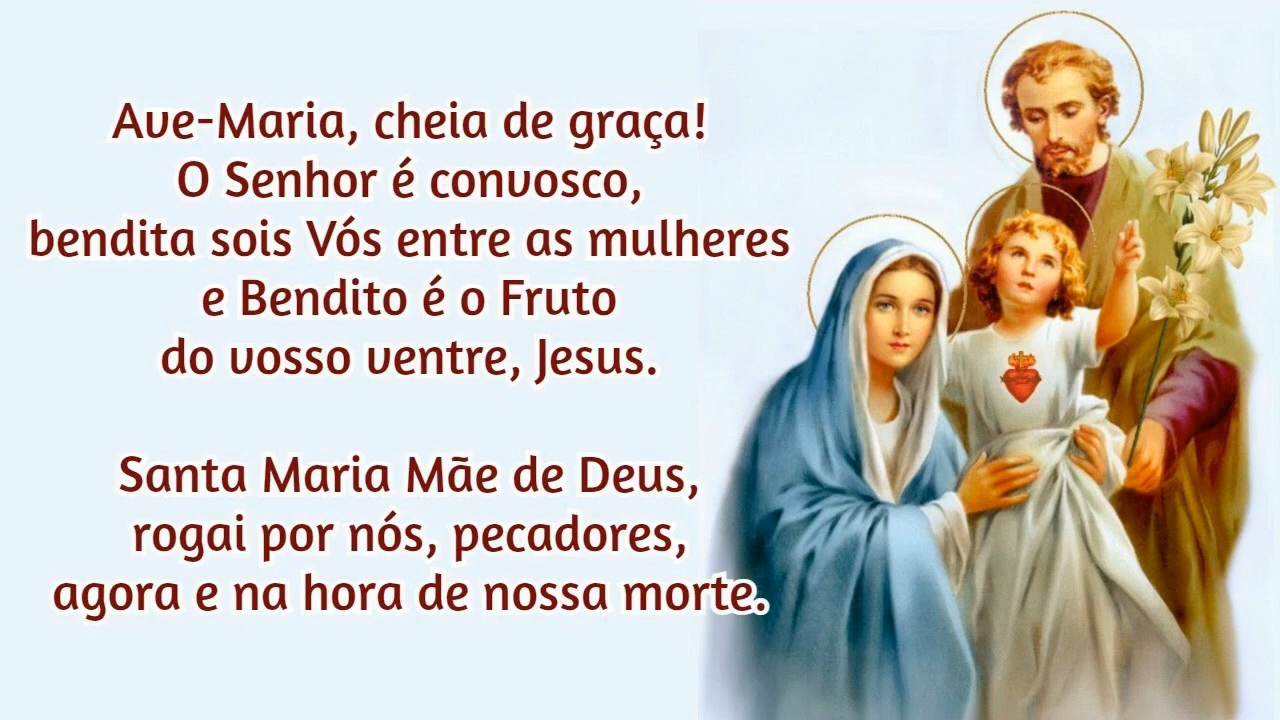 Ave-Maria, cheia de graça!
O Senhor é convosco,
bendita sois Vós entre as mulheres
e Bendito é o Fruto
do vosso ventre, Jesus.
Santa Maria Mãe de Deus,
rogai por nós, pecadores,
agora e na hora de nossa morte.